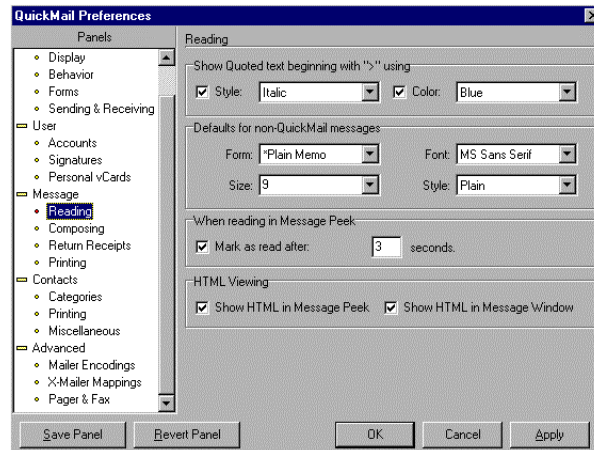 QuickMail Preferences
Panels
Display
Behavior
Forms
Sending & Receiving
User
Accounts
Signatures
Personal vCards
Message
Reading
Composing
Return Receipts
Printing
Contacts
Categories
Printing
Miscellaneous
Advanced
Mailer Encodings
X-Mailer Mappings
Pager & Fax
Reading
Show Quoted text beginning with ">" using
Style: Italic Color: Blue
Defaults for non-QuickMail messages
Form: *Plain Memo Font: MS Sans Serif
Size: 9 Style: Plain
When reading in Message Peek
Mark as read after: 3 seconds.
HTML Viewing
Show HTML in Message Peek Show HTML in Message Window
Save Panel Revert Panel OK Cancel Apply